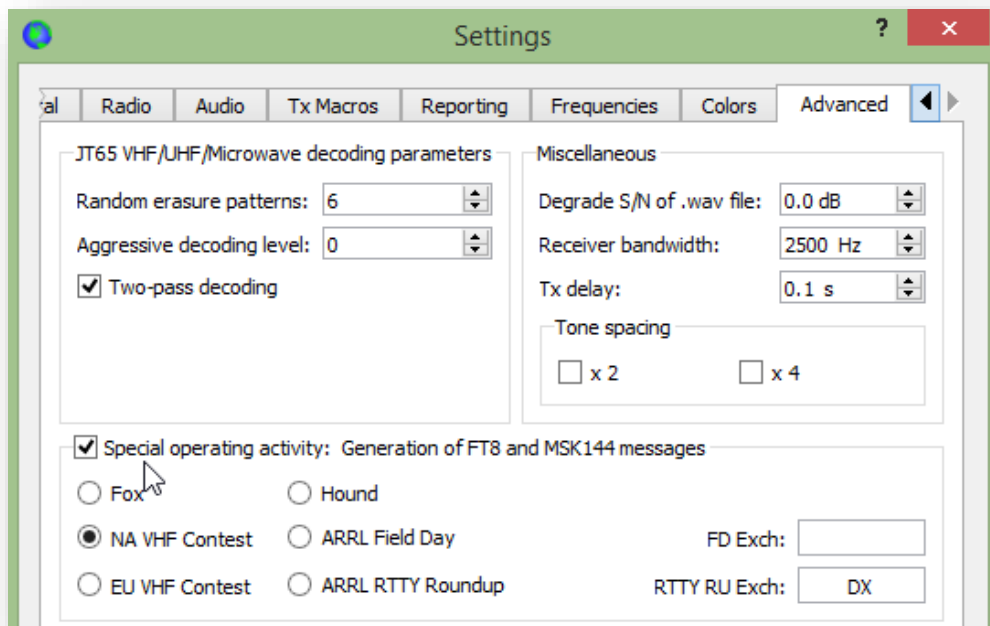 Settings
?
al Radio Audio Tx Macros Reporting Frequencies Colors Advanced
JT65 VHF/UHF/Microwave decoding parameters
Random erasure patterns: 6
Aggressive decoding level: 0
Two-pass decoding
Miscellaneous
Degrade S/N of .wav file: 0.0 dB
Receiver bandwidth: 2500 Hz
Tx delay: 0.1 s
Tone spacing
x 2 x 4
Special operating activity: Generation of FT8 and MSK144 messages
Fox Hound
NA VHF Contest ARRL Field Day FD Exch:
EU VHF Contest ARRL RTTY Roundup RTTY RU Exch: DX